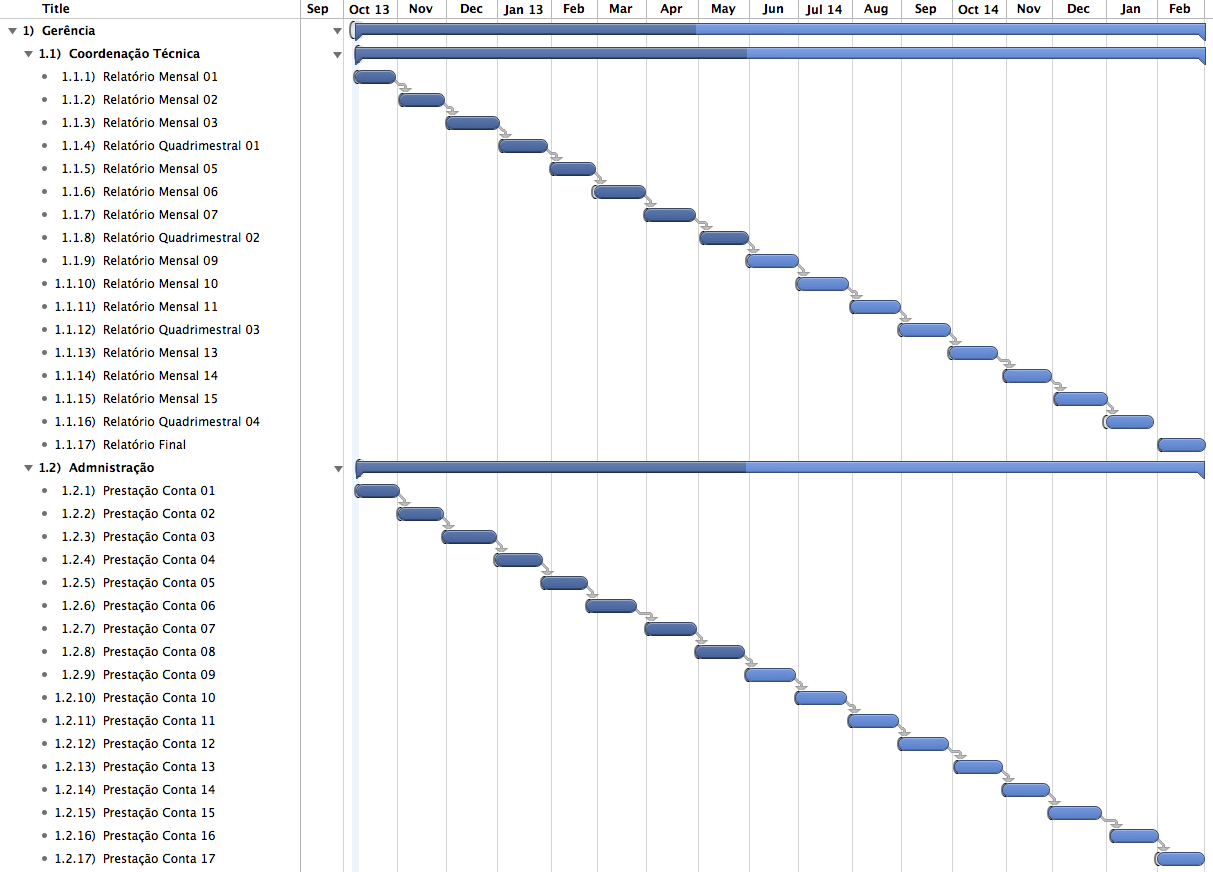 Title Sep Oct 13 Nov Dec Jan 13 Feb Mar Apr May Jun Jul 14 Aug Sep Oct 14 Nov Dec Jan Feb
1) Gerência
1.1) Coordenação Técnica
1.1.1) Relatório Mensal 01
1.1.2) Relatório Mensal 02
1.1.3) Relatório Mensal 03
1.1.4) Relatório Quadrimestral 01
1.1.5) Relatório Mensal 05
1.1.6) Relatório Mensal 06
1.1.7) Relatório Mensal 07
1.1.8) Relatório Quadrimestral 02
1.1.9) Relatório Mensal 09
1.1.10) Relatório Mensal 10
1.1.11) Relatório Mensal 11
1.1.12) Relatório Quadrimestral 03
1.1.13) Relatório Mensal 13
1.1.14) Relatório Mensal 14
1.1.15) Relatório Mensal 15
1.1.16) Relatório Quadrimestral 04
1.1.17) Relatório Final
1.2) Admnistração
1.2.1) Prestação Conta 01
1.2.2) Prestação Conta 02
1.2.3) Prestação Conta 03
1.2.4) Prestação Conta 04
1.2.5) Prestação Conta 05
1.2.6) Prestação Conta 06
1.2.7) Prestação Conta 07
1.2.8) Prestação Conta 08
1.2.9) Prestação Conta 09
1.2.10) Prestação Conta 10
1.2.11) Prestação Conta 11
1.2.12) Prestação Conta 12
1.2.13) Prestação Conta 13
1.2.14) Prestação Conta 14
1.2.15) Prestação Conta 15
1.2.16) Prestação Conta 16
1.2.17) Prestação Conta 17